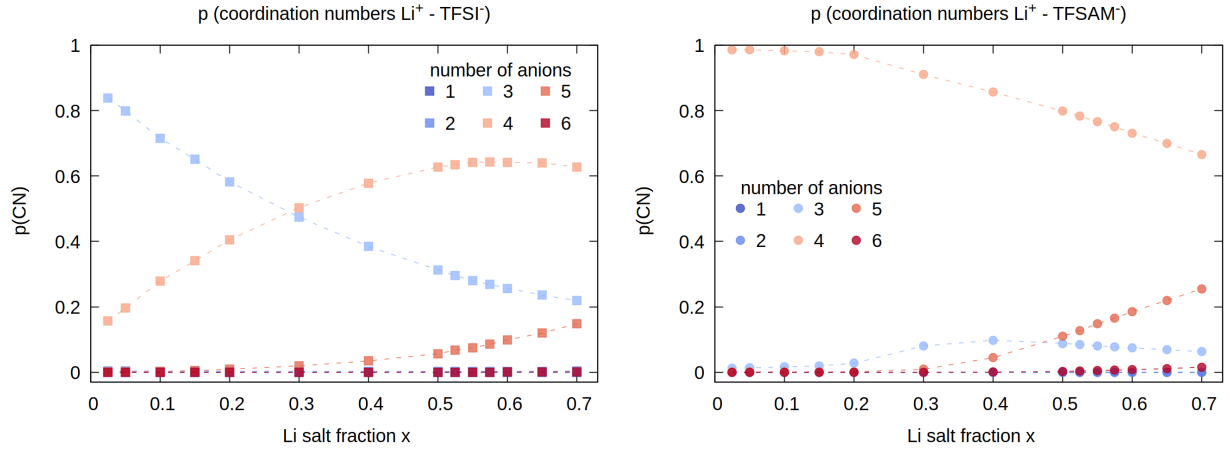 p (coordination numbers Li⁺ - TFSI⁻)
1
0.8
0.6
0.4
0.2
0
p(CN)
number of anions
1 3 5
2 4 6
0 0.1 0.2 0.3 0.4 0.5 0.6 0.7
Li salt fraction x
p (coordination numbers Li⁺ - TFSAM⁻)
1
0.8
0.6
0.4
0.2
0
p(CN)
number of anions
1 3 5
2 4 6
0 0.1 0.2 0.3 0.4 0.5 0.6 0.7
Li salt fraction x